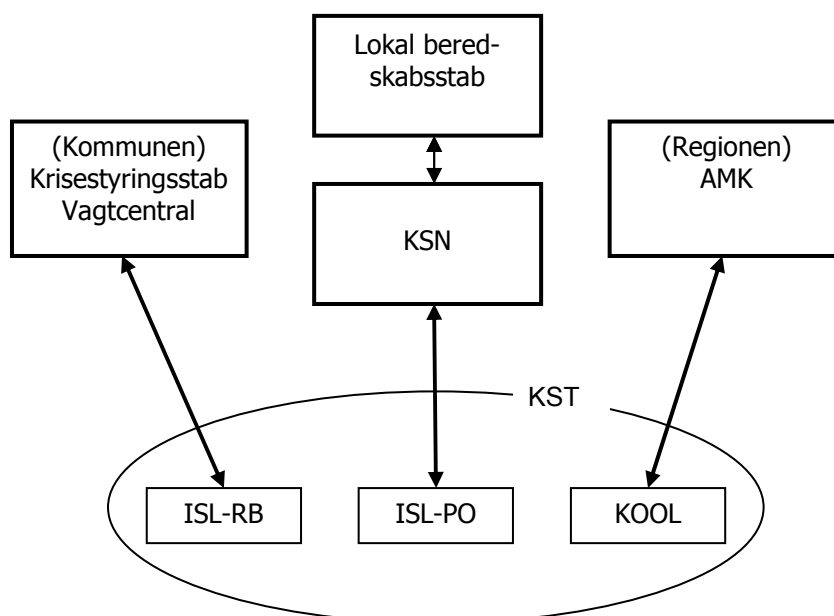 Lokal bered-
skabsstab
(Kommunen)
Krisestyringsstab
Vagtcentral
KSN
(Regionen)
AMK
KST
ISL-RB
ISL-PO
KOOL